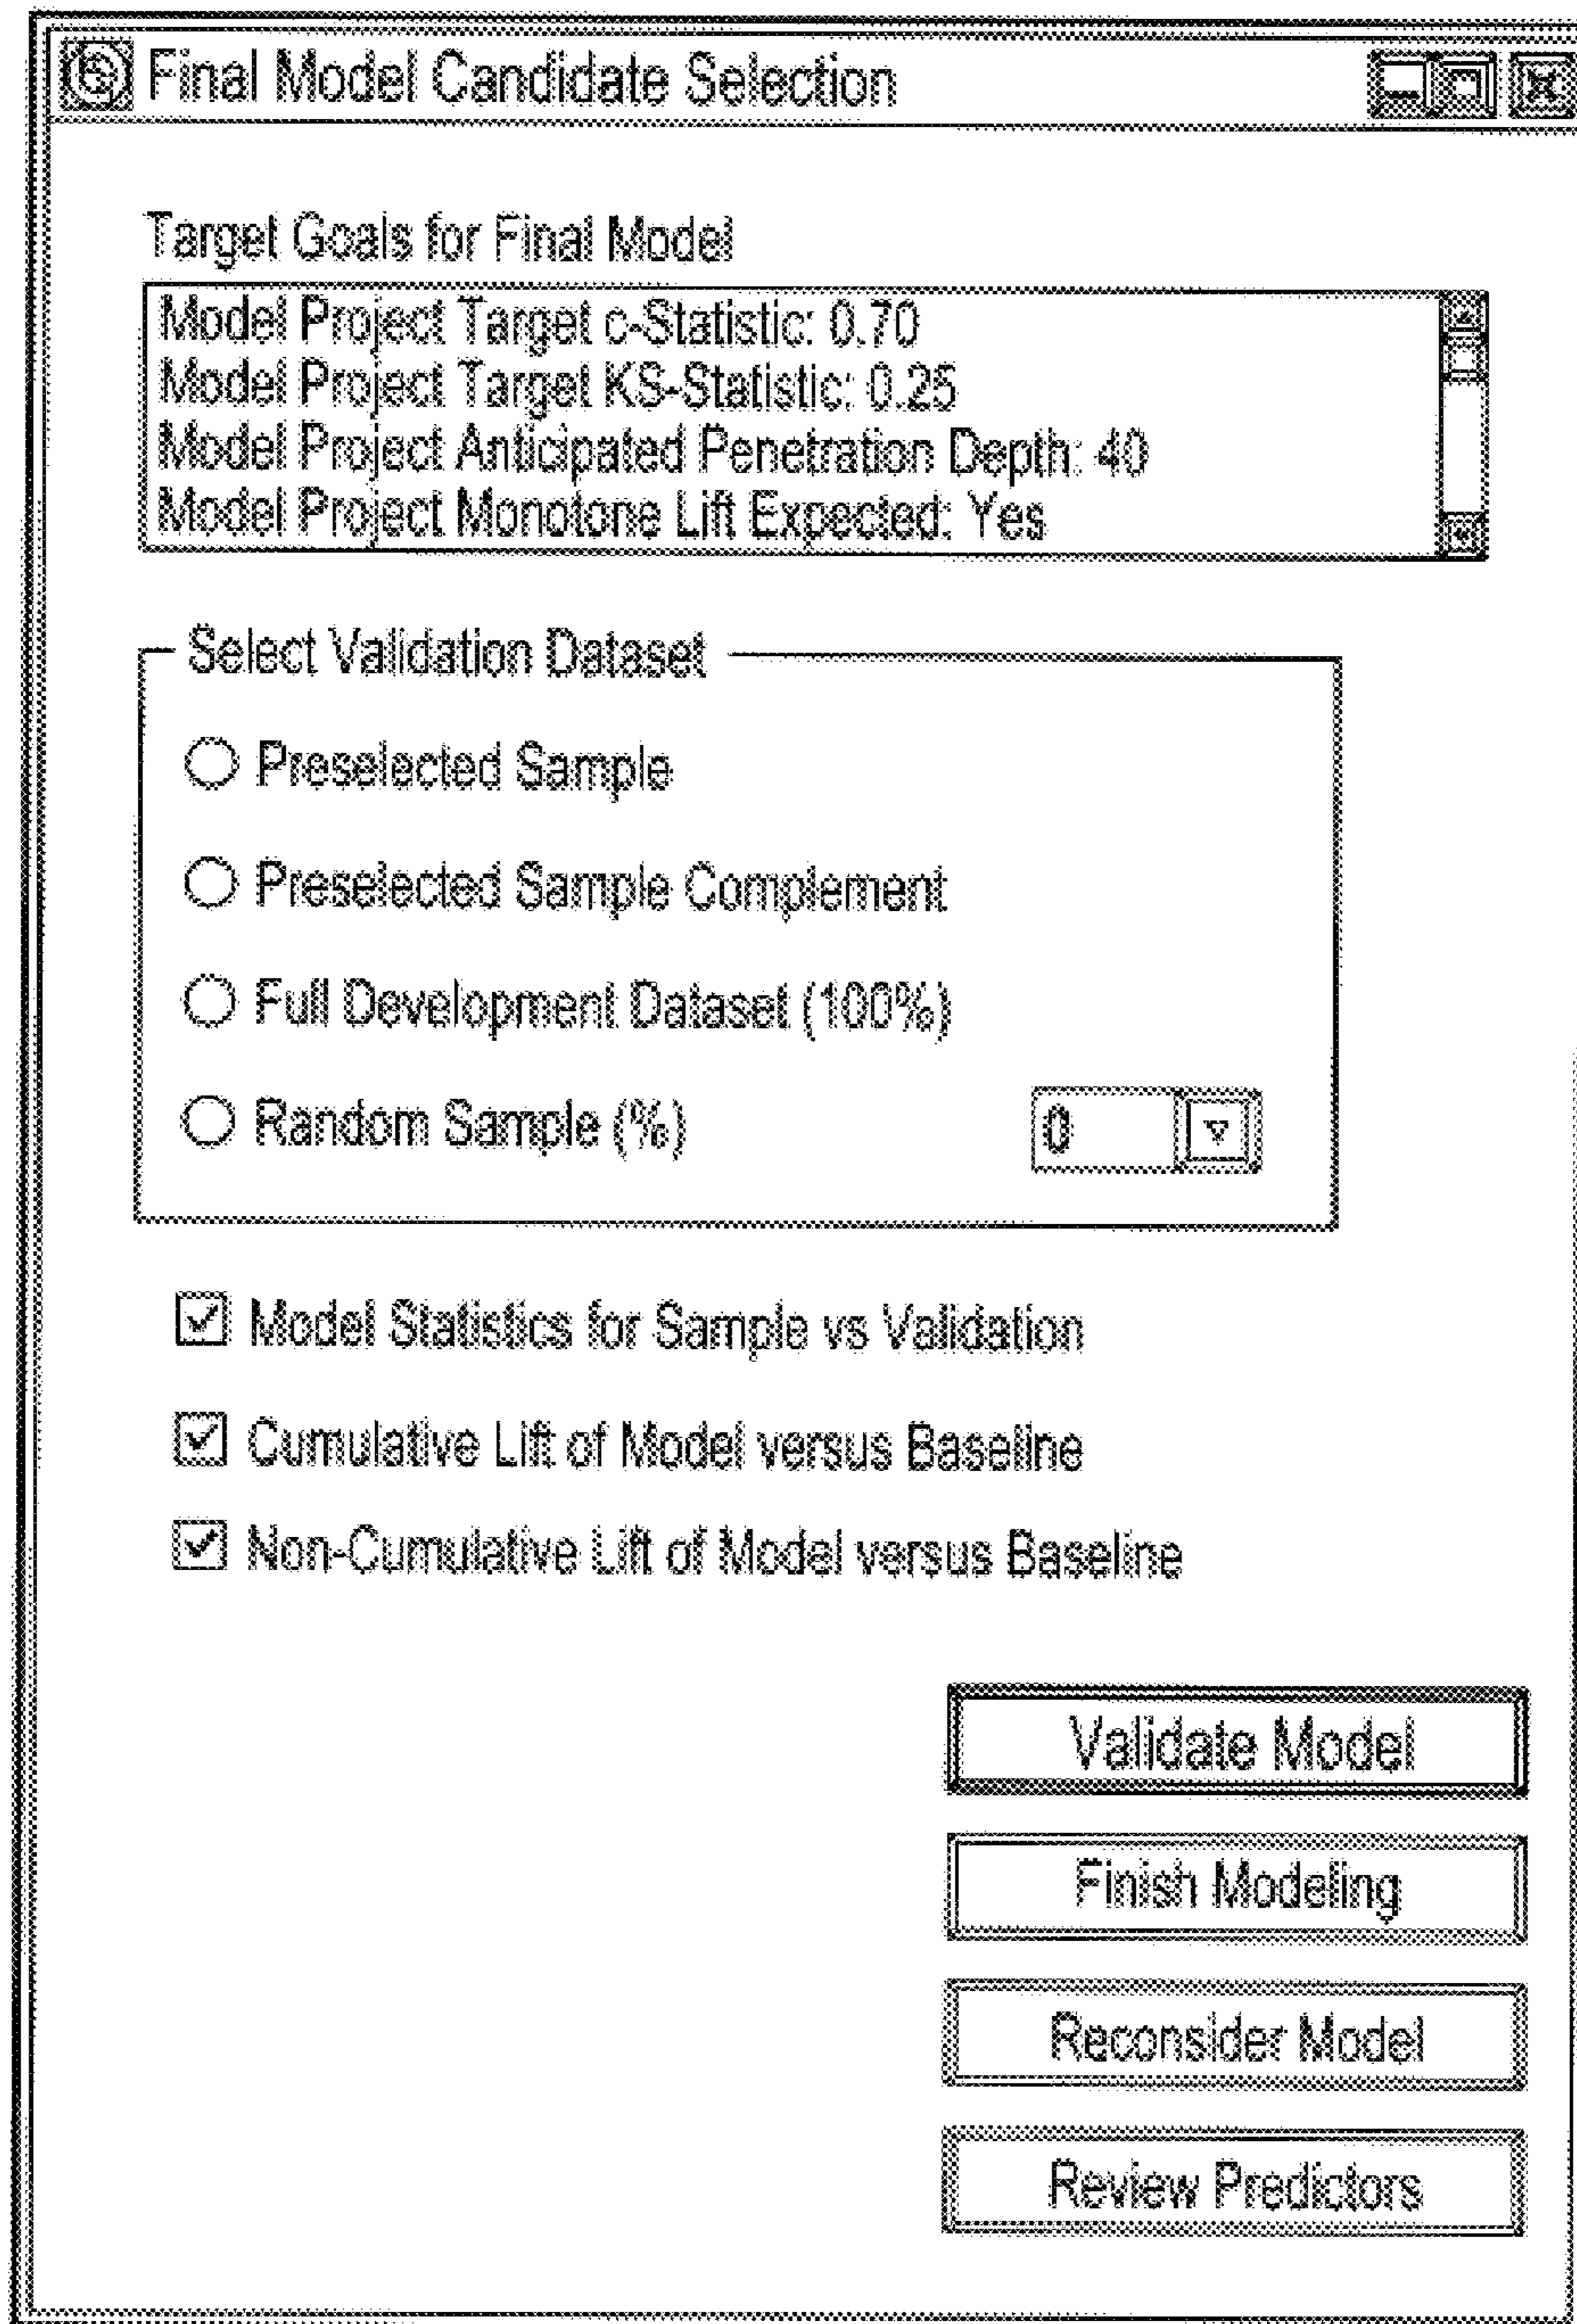 Final Model Candidate Selection
Target Goals for Final Model
Model Project Target c-Statistic: 0.70
Model Project Target KS-Statistic: 0.25
Model Project Anticipated Penetration Depth: 40
Model Project Monotone Lift Expected: Yes
Select Validation Dataset
Preselected Sample
Preselected Sample Complement
Full Development Dataset (100%)
Random Sample (%) 0
Model Statistics for Sample vs Validation
Cumulative Lift of Model versus Baseline
Non-Cumulative Lift of Model versus Baseline
Validate Model
Finish Modeling
Reconsider Model
Review Predictors